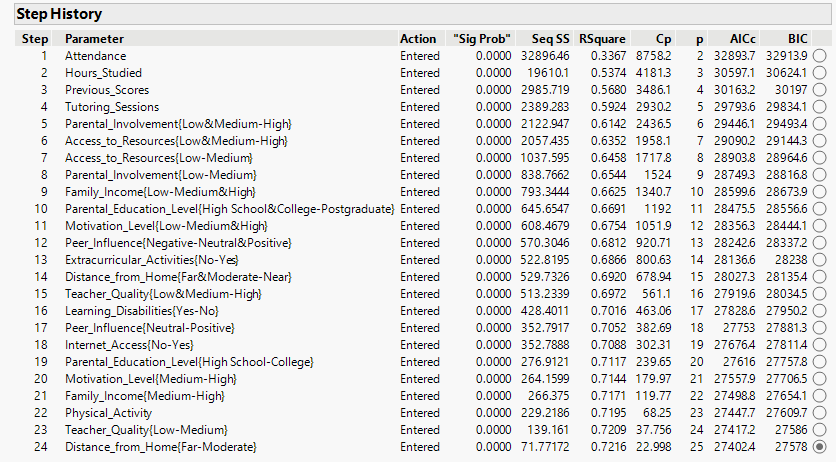 Step History
Step Parameter Action "Sig Prob" Seq SS RSquare Cp p AICc BIC
1 Attendance Entered 0.0000 32896.46 0.3367 8758.2 2 32893.7 32913.9
2 Hours_Studied Entered 0.0000 19610.1 0.5374 4181.3 3 30597.1 30624.1
3 Previous_Scores Entered 0.0000 2985.719 0.5680 3486.1 4 30163.2 30197
4 Tutoring_Sessions Entered 0.0000 2389.283 0.5924 2930.2 5 29793.6 29834.1
5 Parental_Involvement{Low&Medium-High} Entered 0.0000 2122.947 0.6142 2436.5 6 29446.1 29493.4
6 Access_to_Resources{Low&Medium-High} Entered 0.0000 2057.435 0.6352 1958.1 7 29090.2 29144.3
7 Access_to_Resources{Low-Medium} Entered 0.0000 1037.595 0.6458 1717.8 8 28903.8 28964.6
8 Parental_Involvement{Low-Medium} Entered 0.0000 838.7662 0.6544 1524 9 28749.3 28816.8
9 Family_Income{Low-Medium&High} Entered 0.0000 793.3444 0.6625 1340.7 10 28599.6 28673.9
10 Parental_Education_Level{High School&College-Postgraduate} Entered 0.0000 645.6547 0.6691 1192 11 28475.5 28556.6
11 Motivation_Level{Low-Medium&High} Entered 0.0000 608.4679 0.6754 1051.9 12 28356.3 28444.1
12 Peer_Influence{Negative-Neutral&Positive} Entered 0.0000 570.3046 0.6812 920.71 13 28242.6 28337.2
13 Extracurricular_Activities{No-Yes} Entered 0.0000 522.8195 0.6866 800.63 14 28136.6 28238
14 Distance_from_Home{Far&Moderate-Near} Entered 0.0000 529.7326 0.6920 678.94 15 28027.3 28135.4
15 Teacher_Quality{Low&Medium-High} Entered 0.0000 513.2339 0.6972 561.1 16 27919.6 28034.5
16 Learning_Disabilities{Yes-No} Entered 0.0000 428.4011 0.7016 463.06 17 27828.6 27950.2
17 Peer_Influence{Neutral-Positive} Entered 0.0000 352.7917 0.7052 382.69 18 27753 27881.3
18 Internet_Access{No-Yes} Entered 0.0000 352.7888 0.7088 302.31 19 27676.4 27811.4
19 Parental_Education_Level{High School-College} Entered 0.0000 276.9121 0.7117 239.65 20 27616 27757.8
20 Motivation_Level{Medium-High} Entered 0.0000 264.1599 0.7144 179.97 21 27557.9 27706.5
21 Family_Income{Medium-High} Entered 0.0000 266.375 0.7171 119.77 22 27498.8 27654.1
22 Physical_Activity Entered 0.0000 229.2186 0.7195 68.25 23 27447.7 27609.7
23 Teacher_Quality{Low-Medium} Entered 0.0000 139.161 0.7209 37.756 24 27417.2 27586
24 Distance_from_Home{Far-Moderate} Entered 0.0000 71.77172 0.7216 22.998 25 27402.4 27578